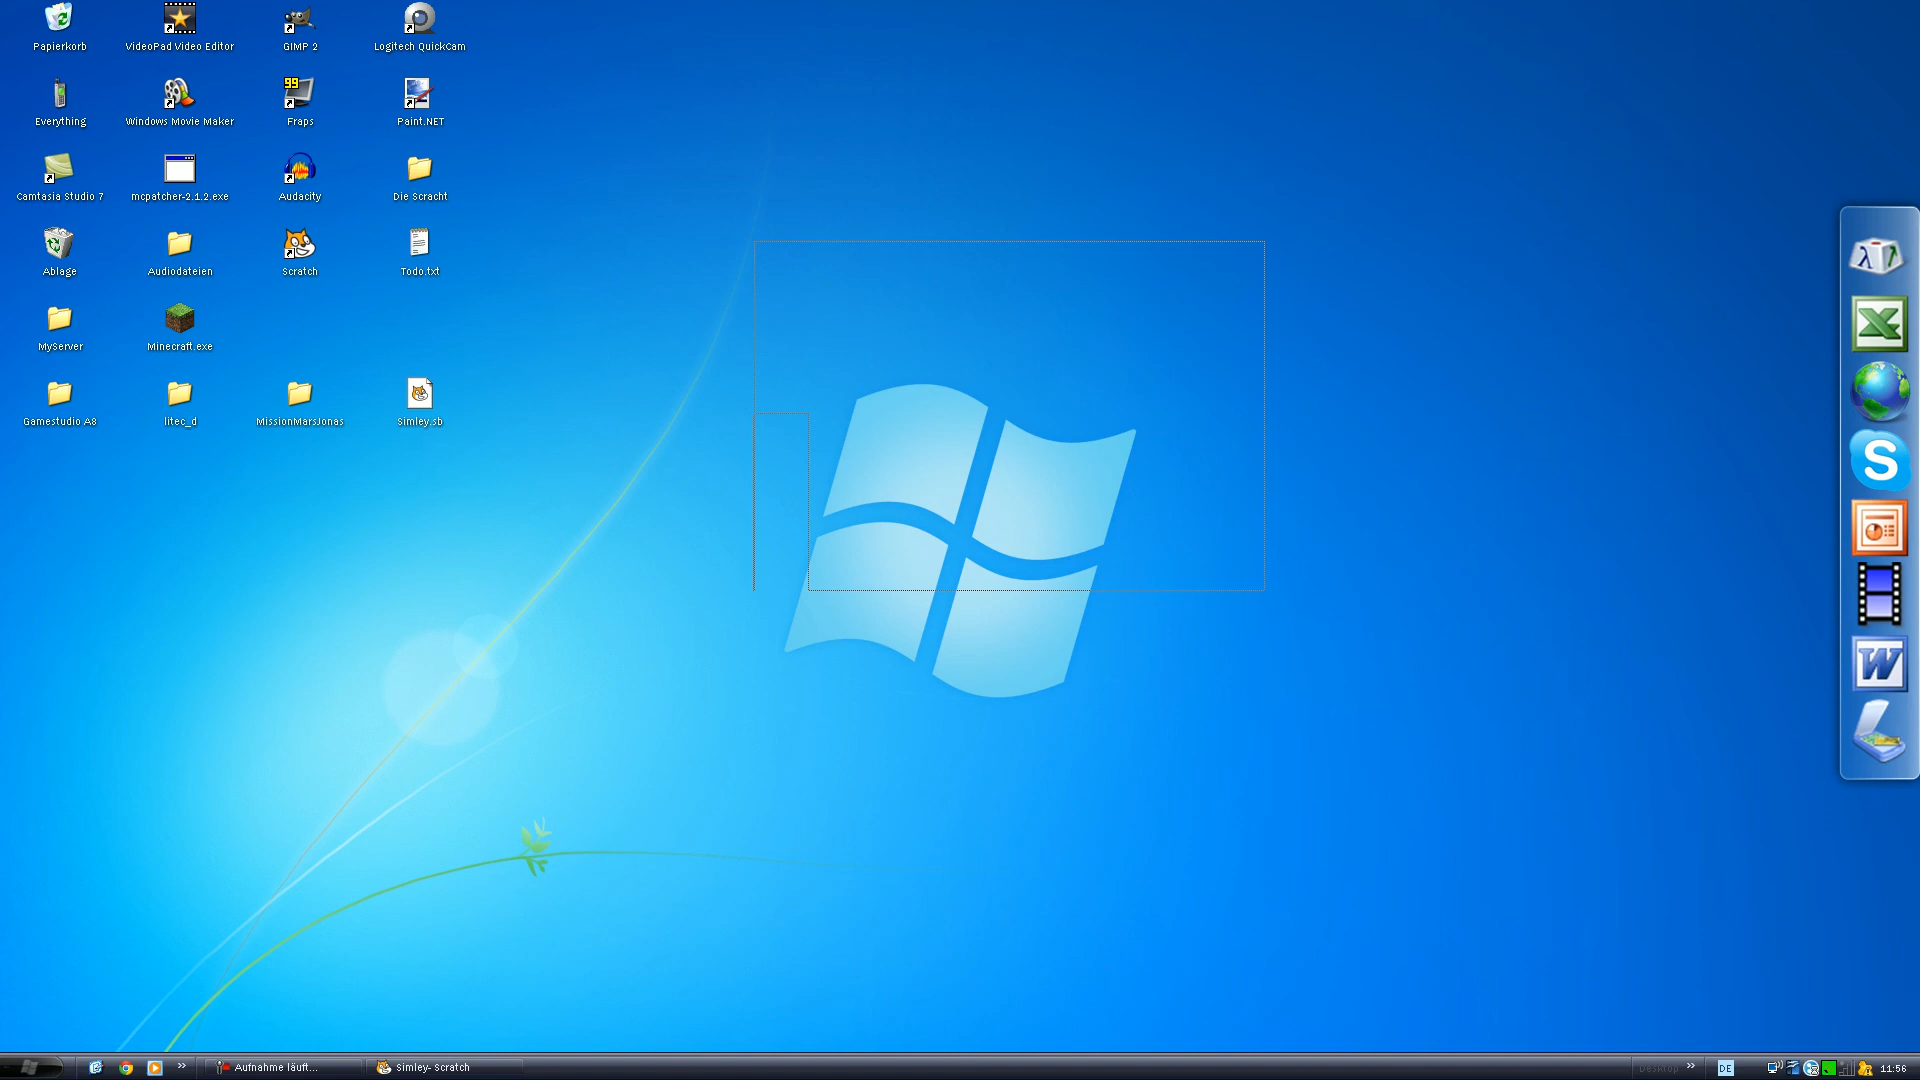 Papierkorb
VideoPad Video Editor
GIMP 2
Logitech QuickCam
Everything
Windows Movie Maker
99
Fraps
Paint.NET
Camtasia Studio 7
mcpatcher-2.1.2.exe
Audacity
Die Scracht
Ablage
Audiodateien
Scratch
Todo.txt
MyServer
Minecraft.exe
Gamestudio A8
litec_d
MissionMarsJonas
Simley.sb
λ
X
S
W
Aufnahme läuft...
Simley- Scratch
Desktop
DE
11:56